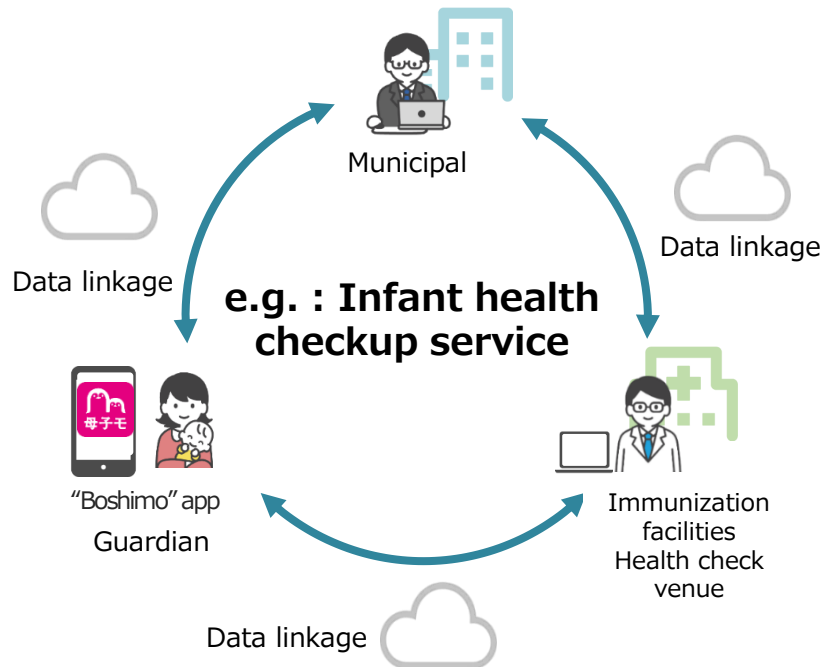 Municipal
Data linkage
Data linkage
e.g. : Infant health
checkup service
母子モ
“Boshimo” app
Guardian
Immunization
facilities
Health check
venue
Data linkage